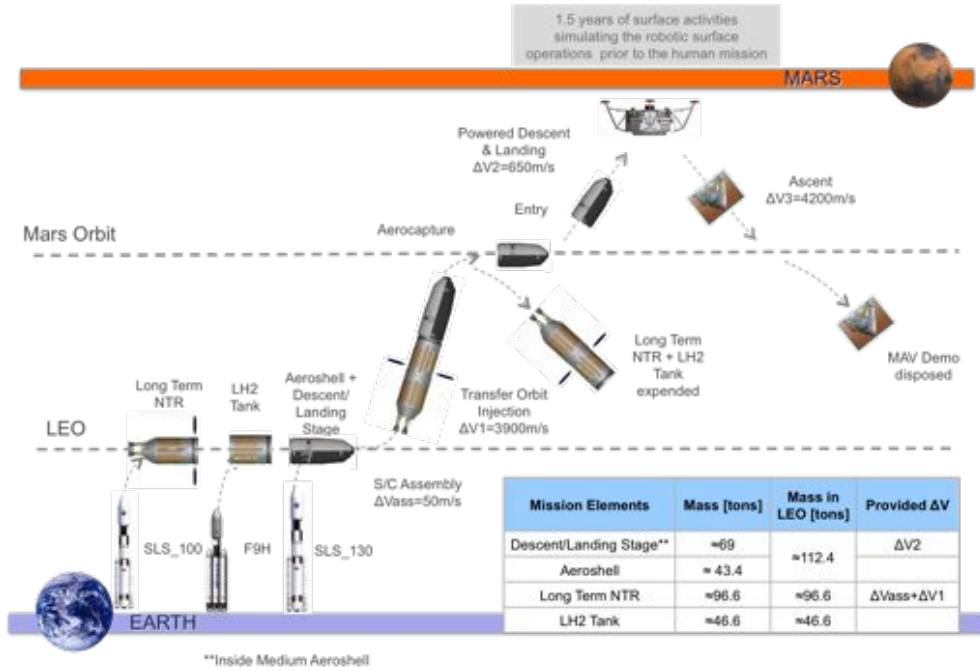 1.5 years of surface activities
simulating the robotic surface
operations prior to the human mission
MARS
Powered Descent
& Landing
ΔV2=650m/s
Ascent
ΔV3=4200m/s
Entry
Aerocapture
Mars Orbit
Long Term
NTR + LH2
Tank
expended
MAV Demo
disposed
Long Term
NTR
LH2
Tank
Aeroshell +
Descent/
Landing
Stage
Transfer Orbit
Injection
ΔV1=3900m/s
LEO
S/C Assembly
ΔVass=50m/s
SLS_100
F9H
SLS_130
Mission Elements Mass [tons] Mass in LEO [tons] Provided ΔV
Descent/Landing Stage** ≈69 ≈112.4 ΔV2
Aeroshell ≈ 43.4
Long Term NTR ≈96.6 ≈96.6 ΔVass+ΔV1
LH2 Tank ≈46.6 ≈46.6
EARTH
**Inside Medium Aeroshell